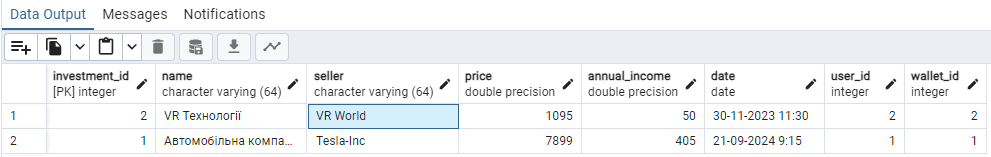 Data Output Messages Notifications
investment_id [PK] integer name character varying (64) seller character varying (64) price double precision annual_income double precision date date user_id integer wallet_id integer
1 2 VR Технології VR World 1095 50 30-11-2023 11:30 2 2
2 1 Автомобільна компа... Tesla-Inc 7899 405 21-09-2024 9:15 1 1